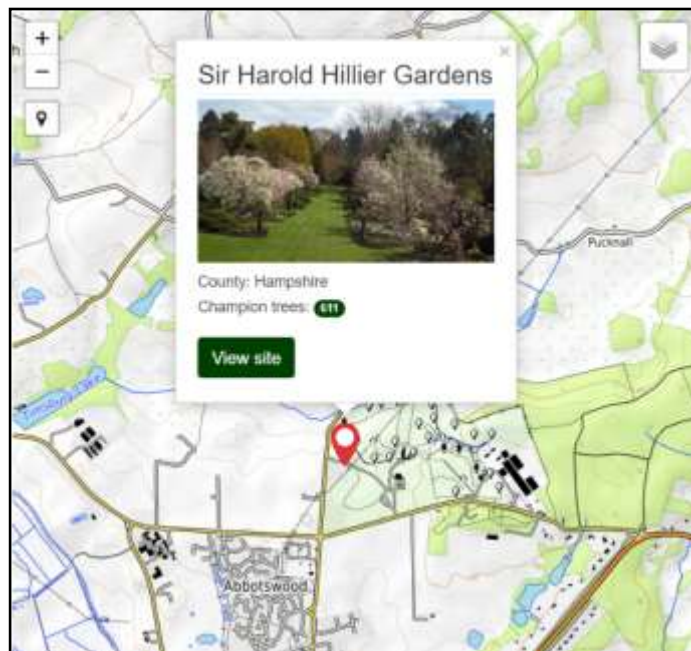 +
×
Sir Harold Hillier Gardens
−
County: Hampshire
Champion trees: 611
View site
Pucknall
Abbotswood